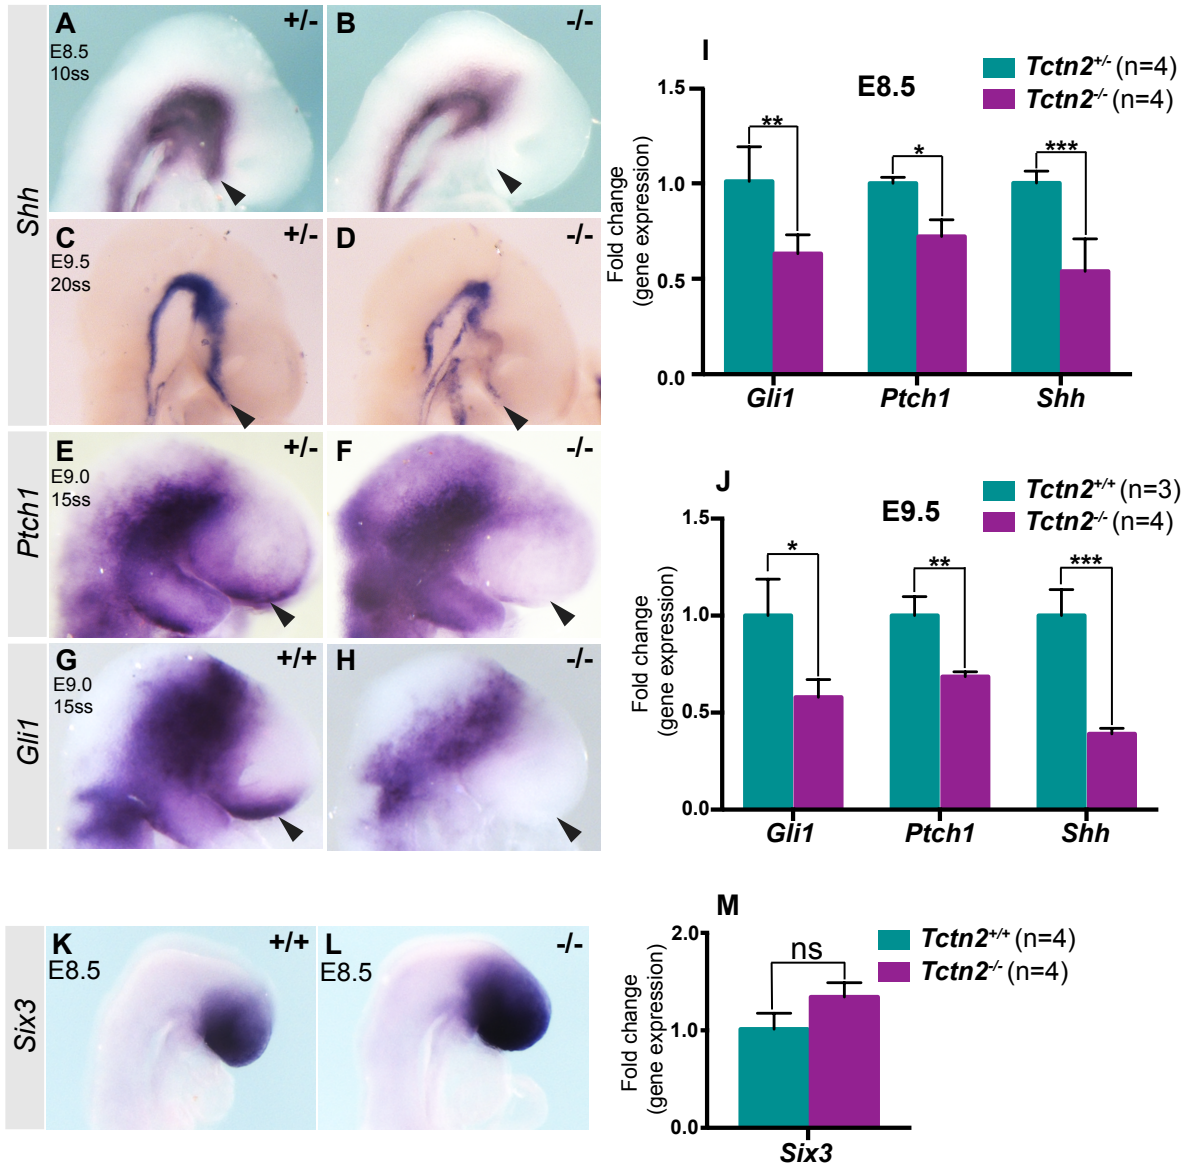 Shh
A
+/-
E8.5
10ss
B
-/-
C
+/-
E9.5
20ss
D
-/-
Ptch1
E
+/-
E9.0
15ss
F
-/-
Gli1
G
+/+
E9.0
15ss
H
-/-
I
E8.5
Tctn2+/- (n=4)
Tctn2-/- (n=4)
Fold change
(gene expression)
1.5
1.0
0.5
0.0
**
*
***
Gli1 Ptch1 Shh
J
E9.5
Tctn2+/+ (n=3)
Tctn2-/- (n=4)
Fold change
(gene expression)
1.5
1.0
0.5
0.0
*
**
***
Gli1 Ptch1 Shh
Six3
K
+/+
E8.5
L
-/-
E8.5
M
Tctn2+/+ (n=4)
Tctn2-/- (n=4)
Fold change
(gene expression)
2.0
1.0
0.0
ns
Six3